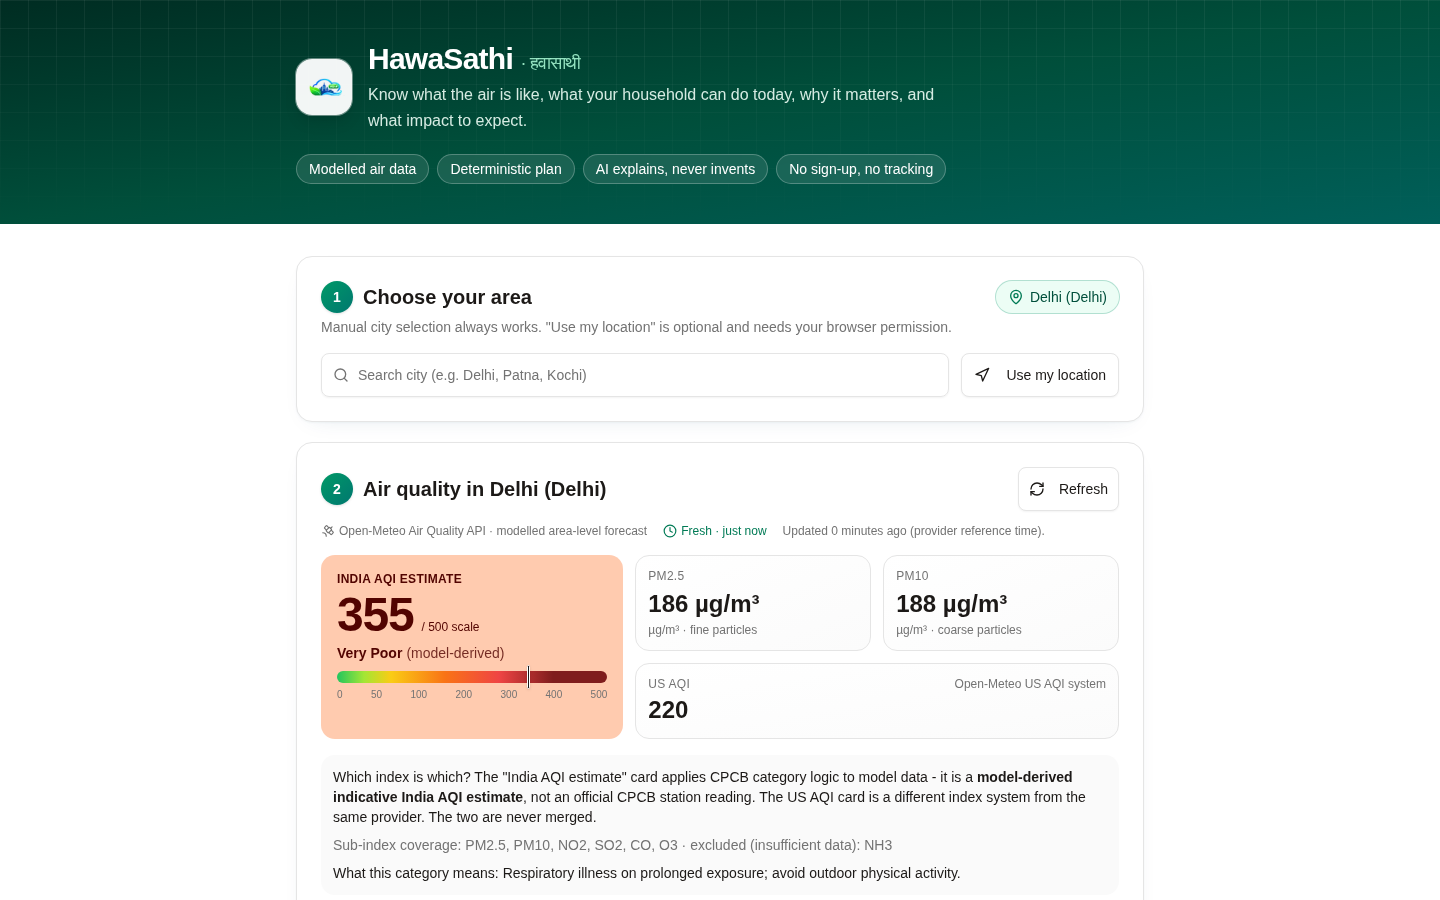 HawaSathi · हवासाथी
Know what the air is like, what your household can do today, why it matters, and
what impact to expect.
Modelled air data
Deterministic plan
AI explains, never invents
No sign-up, no tracking
1
Choose your area
Delhi (Delhi)
Manual city selection always works. "Use my location" is optional and needs your browser permission.
Search city (e.g. Delhi, Patna, Kochi)
Use my location
2
Air quality in Delhi (Delhi)
Refresh
Open-Meteo Air Quality API · modelled area-level forecast
Fresh · just now
Updated 0 minutes ago (provider reference time).
INDIA AQI ESTIMATE
355 / 500 scale
Very Poor (model-derived)
0 50 100 200 300 400 500
PM2.5
186 µg/m³
µg/m³ · fine particles
PM10
188 µg/m³
µg/m³ · coarse particles
US AQI
Open-Meteo US AQI system
220
Which index is which? The "India AQI estimate" card applies CPCB category logic to model data - it is a model-derived
indicative India AQI estimate, not an official CPCB station reading. The US AQI card is a different index system from the
same provider. The two are never merged.
Sub-index coverage: PM2.5, PM10, NO2, SO2, CO, O3 · excluded (insufficient data): NH3
What this category means: Respiratory illness on prolonged exposure; avoid outdoor physical activity.